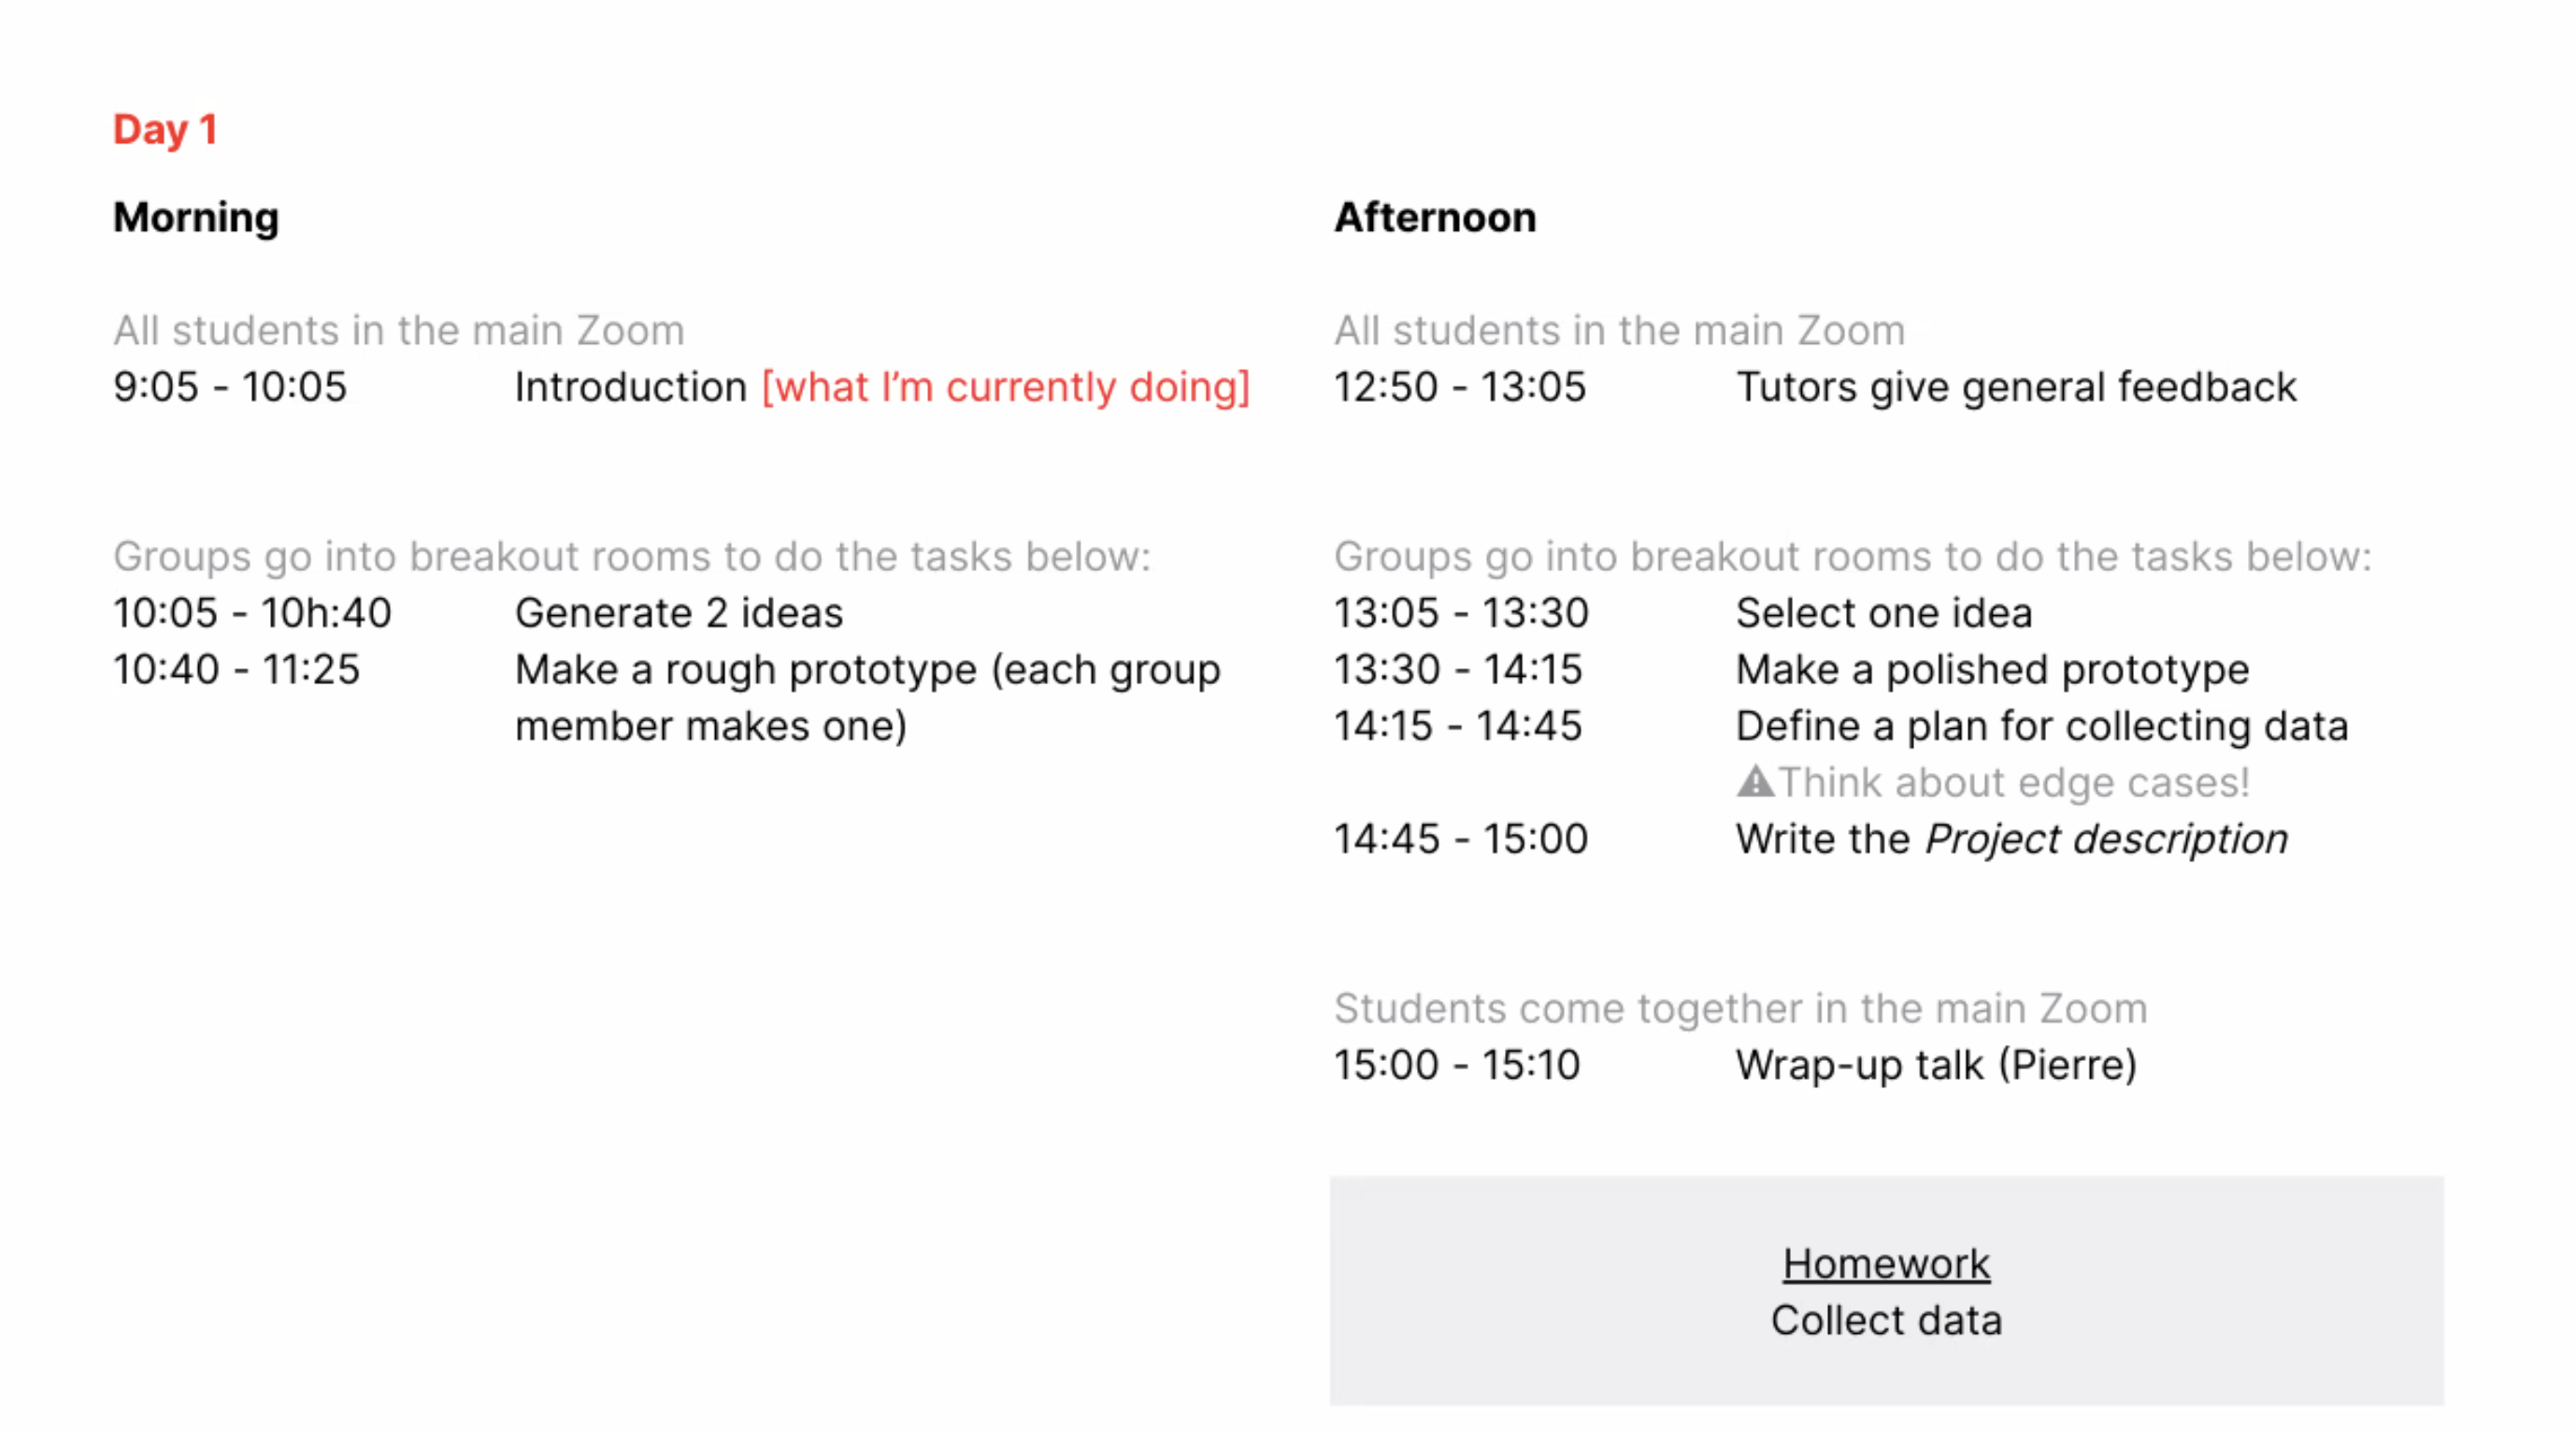 Day 1
Morning
All students in the main Zoom
9:05 - 10:05 Introduction [what I'm currently doing]
Groups go into breakout rooms to do the tasks below:
10:05 - 10h:40 Generate 2 ideas
10:40 - 11:25 Make a rough prototype (each group
member makes one)
Afternoon
All students in the main Zoom
12:50 - 13:05 Tutors give general feedback
Groups go into breakout rooms to do the tasks below:
13:05 - 13:30 Select one idea
13:30 - 14:15 Make a polished prototype
14:15 - 14:45 Define a plan for collecting data
⚠Think about edge cases!
14:45 - 15:00 Write the Project description
Students come together in the main Zoom
15:00 - 15:10 Wrap-up talk (Pierre)
Homework
Collect data